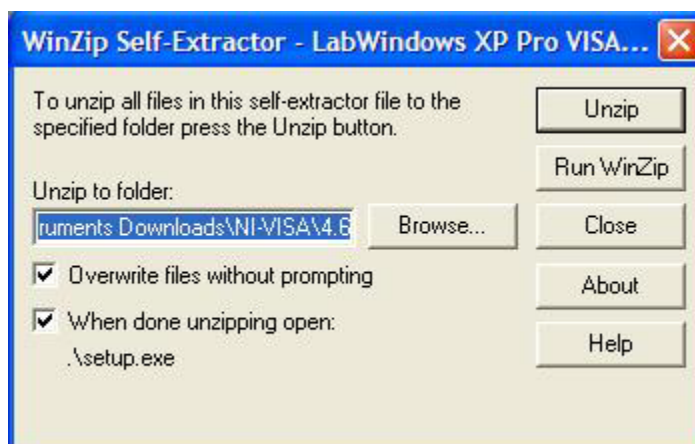 WinZip Self-Extractor - LabWindows XP Pro VISA...
To unzip all files in this self-extractor file to the
specified folder press the Unzip button.
Unzip to folder:
ruments Downloads\NI-VISA\4.6
Browse...
Overwrite files without prompting
When done unzipping open:
.\setup.exe
Unzip
Run WinZip
Close
About
Help